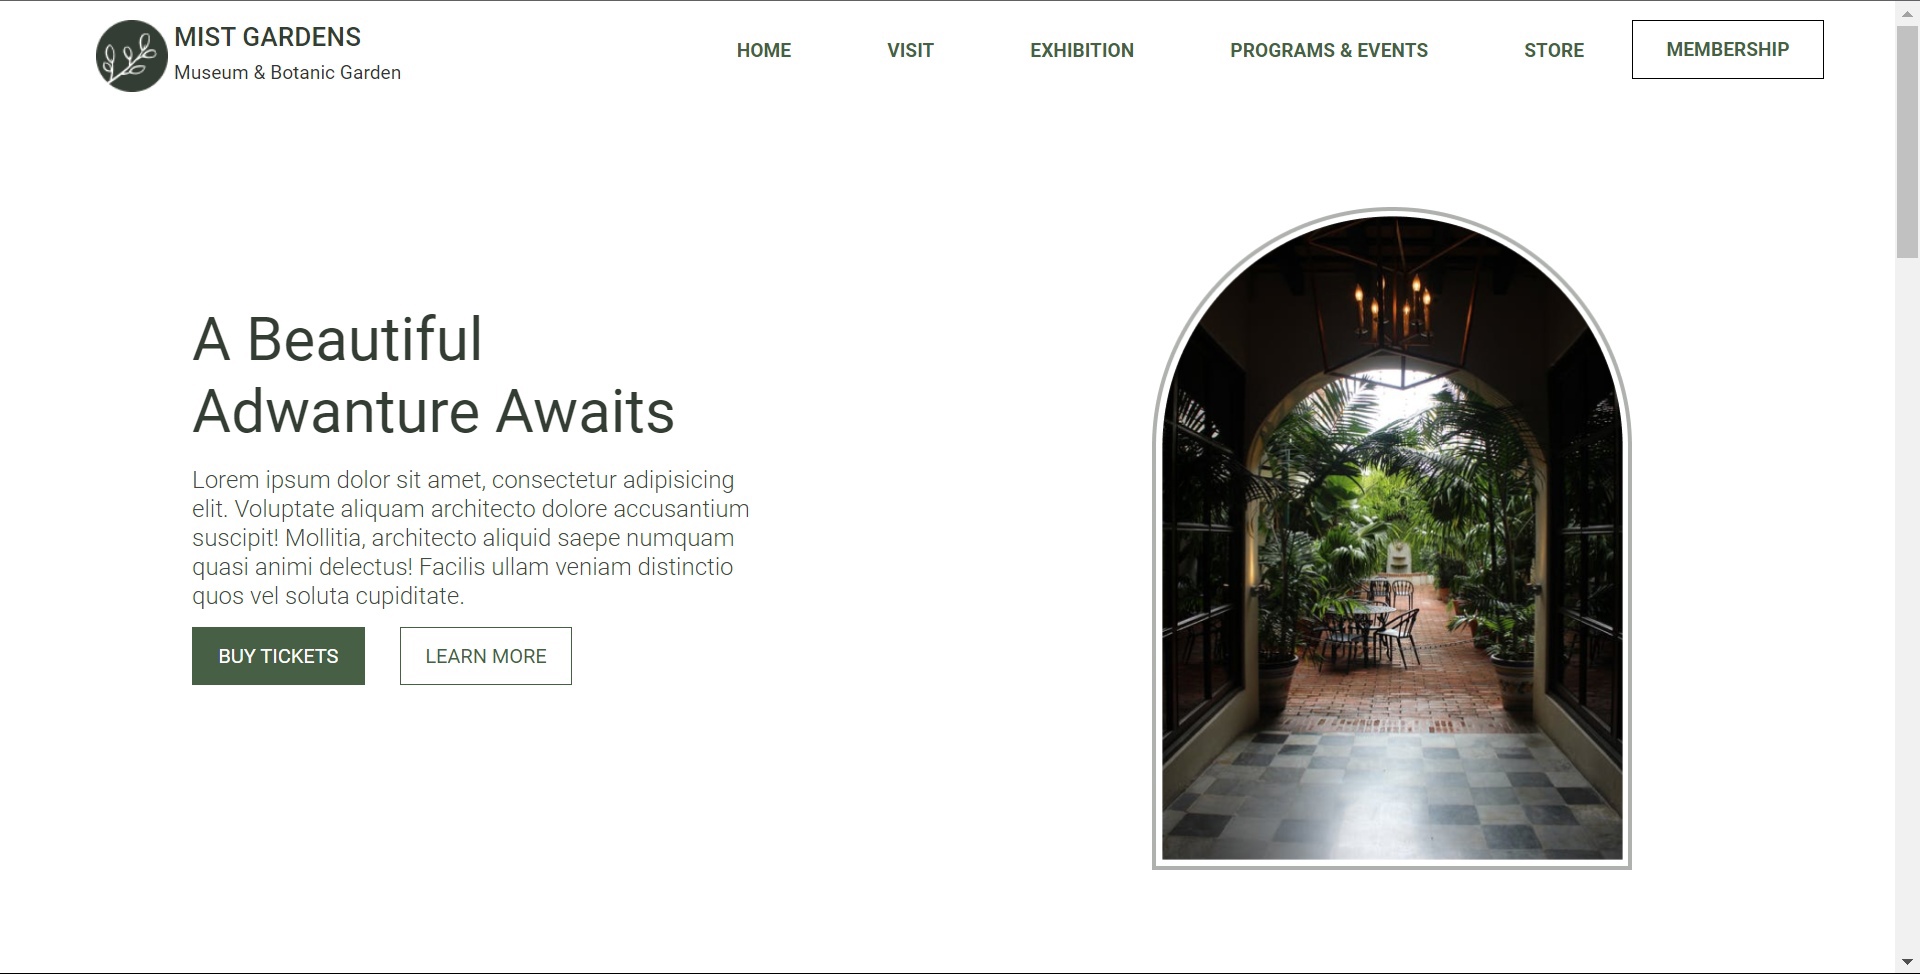 MIST GARDENS
Museum & Botanic Garden
HOME
VISIT
EXHIBITION
PROGRAMS & EVENTS
STORE
MEMBERSHIP
A Beautiful
Adwanture Awaits
Lorem ipsum dolor sit amet, consectetur adipisicing
elit. Voluptate aliquam architecto dolore accusantium
suscipit! Mollitia, architecto aliquid saepe numquam
quasi animi delectus! Facilis ullam veniam distinctio
quos vel soluta cupiditate.
BUY TICKETS
LEARN MORE